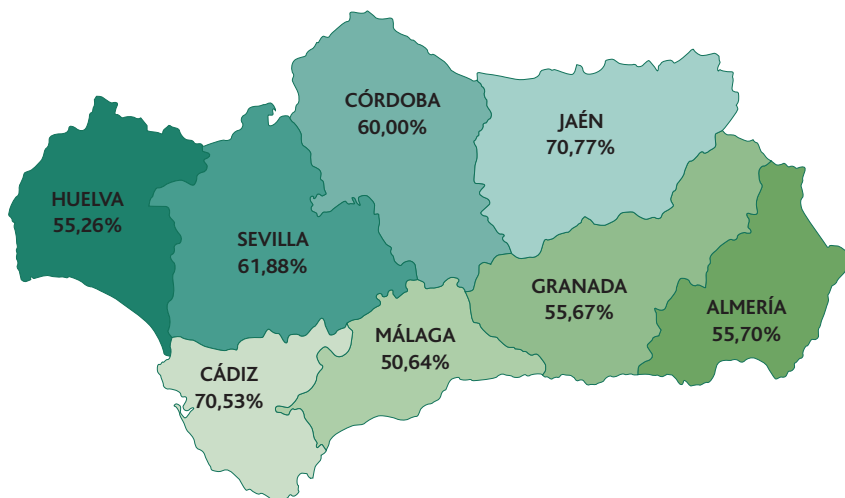 CÓRDOBA
60,00%
JAÉN
70,77%
HUELVA
55,26%
SEVILLA
61,88%
GRANADA
55,67%
ALMERÍA
55,70%
MÁLAGA
50,64%
CÁDIZ
70,53%